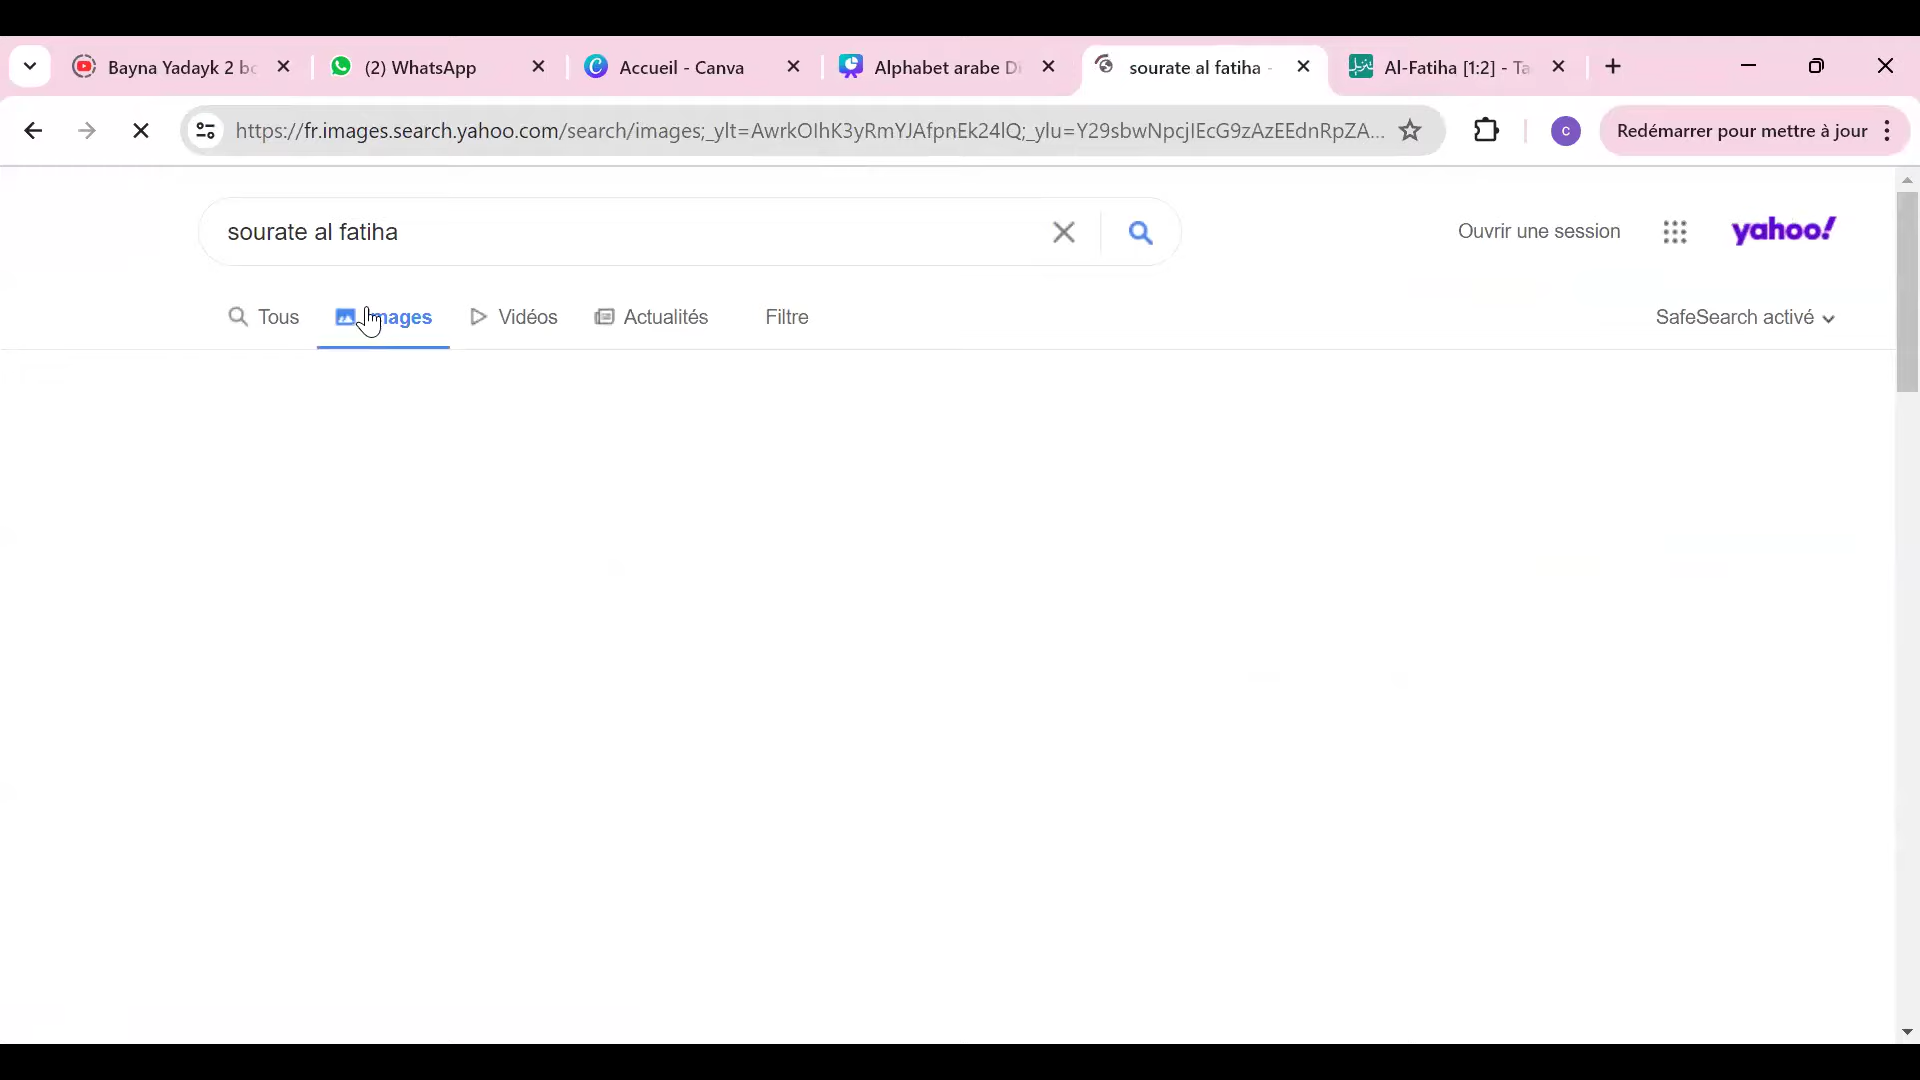 Bayna Yadayk 2 bo
(2) WhatsApp
Accueil - Canva
Alphabet arabe Di
sourate al fatiha -
Al-Fatiha [1:2] - Ta
https://fr.images.search.yahoo.com/search/images;_ylt=AwrkOIhK3yRmYJAfpnEk24lQ;_ylu=Y29sbwNpcjIEcG9zAzEEdnRpZA...
C
Redémarrer pour mettre à jour
sourate al fatiha
Ouvrir une session
yahoo!
Tous
Images
Vidéos
Actualités
Filtre
SafeSearch activé